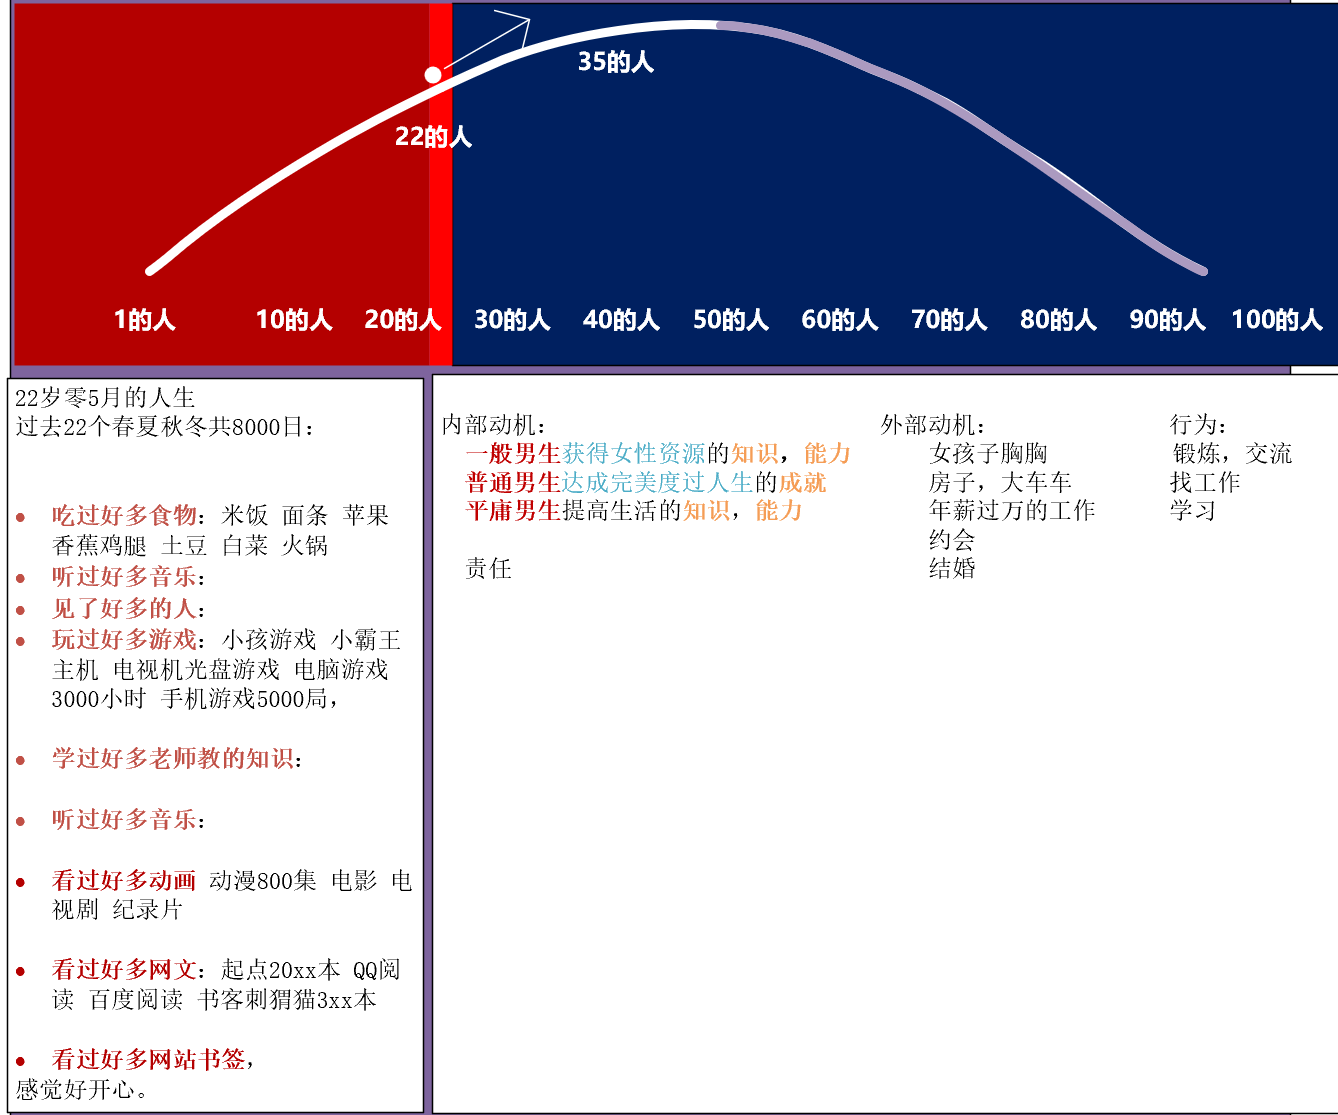 35的人
22的人
1的人 10的人 20的人 30的人 40的人 50的人 60的人 70的人 80的人 90的人 100的人
22岁零5月的人生
过去22个春夏秋冬共8000日：
吃过好多食物：米饭 面条 苹果
香蕉鸡腿 土豆 白菜 火锅
听过好多音乐：
见了好多的人：
玩过好多游戏：小孩游戏 小霸王
主机 电视机光盘游戏 电脑游戏
3000小时 手机游戏5000局，
学过好多老师教的知识：
听过好多音乐：
看过好多动画 动漫800集 电影 电
视剧 纪录片
看过好多网文：起点20xx本 QQ阅
读 百度阅读 书客刺猬猫3xx本
看过好多网站书签，
感觉好开心。
内部动机：
一般男生获得女性资源的知识，能力
普通男生达成完美度过人生的成就
平庸男生提高生活的知识，能力
责任
外部动机：
女孩子胸胸
房子，大车车
年薪过万的工作
约会
结婚
行为：
锻炼，交流
找工作
学习